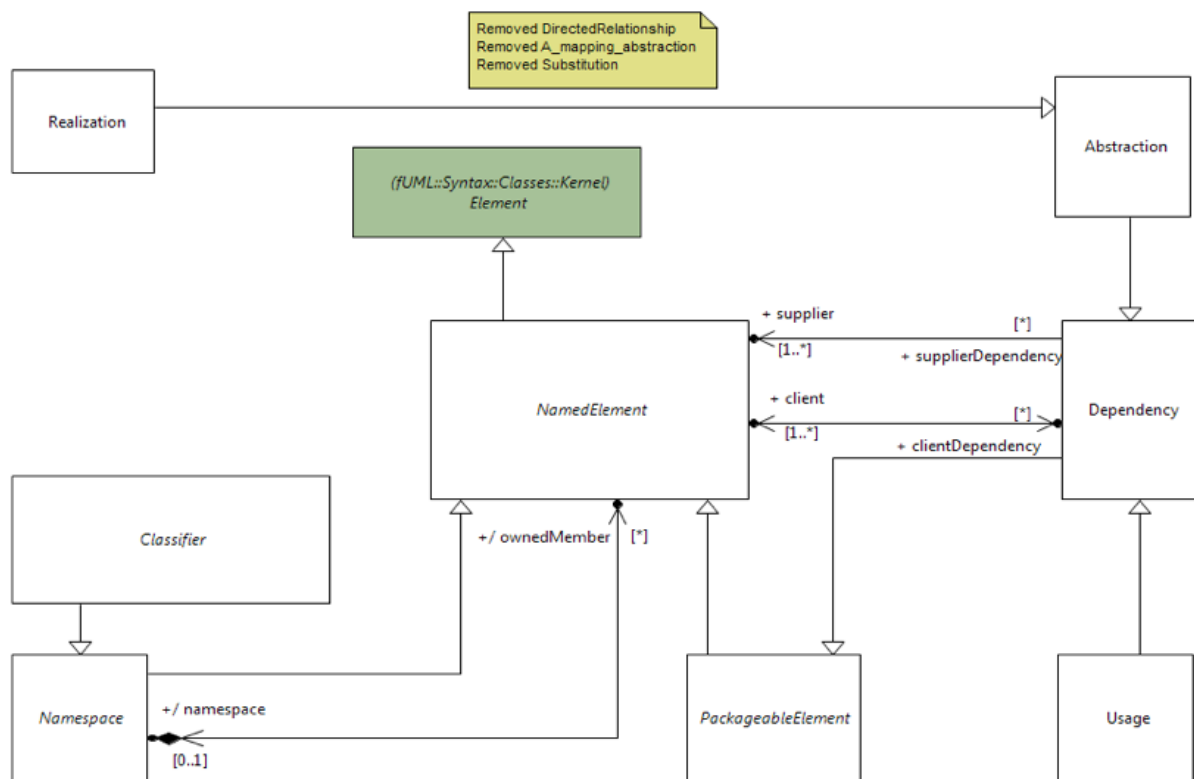 Removed DirectedRelationship
Removed A_mapping_abstraction
Removed Substitution
Realization
Abstraction
(fUML::Syntax::Classes::Kernel)
Element
+ supplier
[*]
[1..*]
+ supplierDependency
NamedElement
+ client
[*]
Dependency
[1..*]
+ clientDependency
+/ ownedMember
[*]
Classifier
+/ namespace
Namespace
PackageableElement
Usage
[0..1]